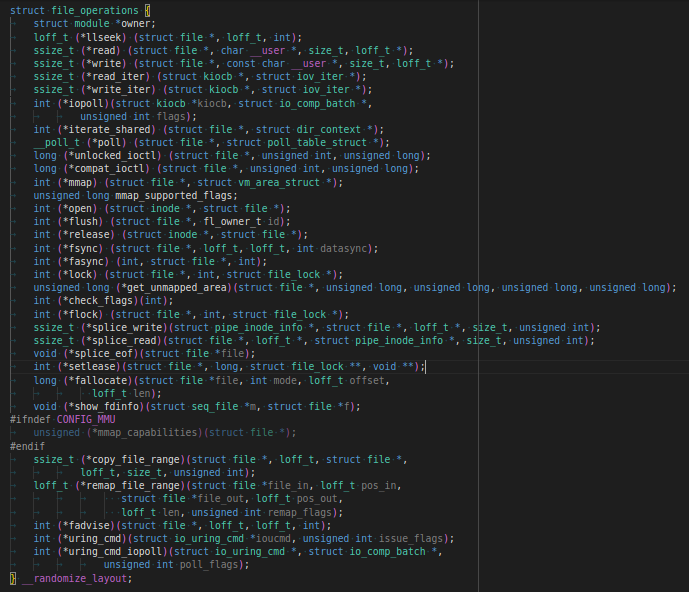 struct file_operations {
struct module *owner;
loff_t (*llseek) (struct file *, loff_t, int);
ssize_t (*read) (struct file *, char __user *, size_t, loff_t *);
ssize_t (*write) (struct file *, const char __user *, size_t, loff_t *);
ssize_t (*read_iter) (struct kiocb *, struct iov_iter *);
ssize_t (*write_iter) (struct kiocb *, struct iov_iter *);
int (*iopoll)(struct kiocb *kiocb, struct io_comp_batch *,
unsigned int flags);
int (*iterate_shared) (struct file *, struct dir_context *);
__poll_t (*poll) (struct file *, struct poll_table_struct *);
long (*unlocked_ioctl) (struct file *, unsigned int, unsigned long);
long (*compat_ioctl) (struct file *, unsigned int, unsigned long);
int (*mmap) (struct file *, struct vm_area_struct *);
unsigned long mmap_supported_flags;
int (*open) (struct inode *, struct file *);
int (*flush) (struct file *, fl_owner_t id);
int (*release) (struct inode *, struct file *);
int (*fsync) (struct file *, loff_t, loff_t, int datasync);
int (*fasync) (int, struct file *, int);
int (*lock) (struct file *, int, struct file_lock *);
unsigned long (*get_unmapped_area)(struct file *, unsigned long, unsigned long, unsigned long, unsigned long);
int (*check_flags)(int);
int (*flock) (struct file *, int, struct file_lock *);
ssize_t (*splice_write)(struct pipe_inode_info *, struct file *, loff_t *, size_t, unsigned int);
ssize_t (*splice_read)(struct file *, loff_t *, struct pipe_inode_info *, size_t, unsigned int);
void (*splice_eof)(struct file *file);
int (*setlease)(struct file *, long, struct file_lock **, void **);
long (*fallocate)(struct file *file, int mode, loff_t offset,
loff_t len);
void (*show_fdinfo)(struct seq_file *m, struct file *f);
#ifndef CONFIG_MMU
unsigned (*mmap_capabilities)(struct file *);
#endif
ssize_t (*copy_file_range)(struct file *, loff_t, struct file *,
loff_t, size_t, unsigned int);
loff_t (*remap_file_range)(struct file *file_in, loff_t pos_in,
struct file *file_out, loff_t pos_out,
loff_t len, unsigned int remap_flags);
int (*fadvise)(struct file *, loff_t, loff_t, int);
int (*uring_cmd)(struct io_uring_cmd *ioucmd, unsigned int issue_flags);
int (*uring_cmd_iopoll)(struct io_uring_cmd *, struct io_comp_batch *,
unsigned int poll_flags);
} __randomize_layout;